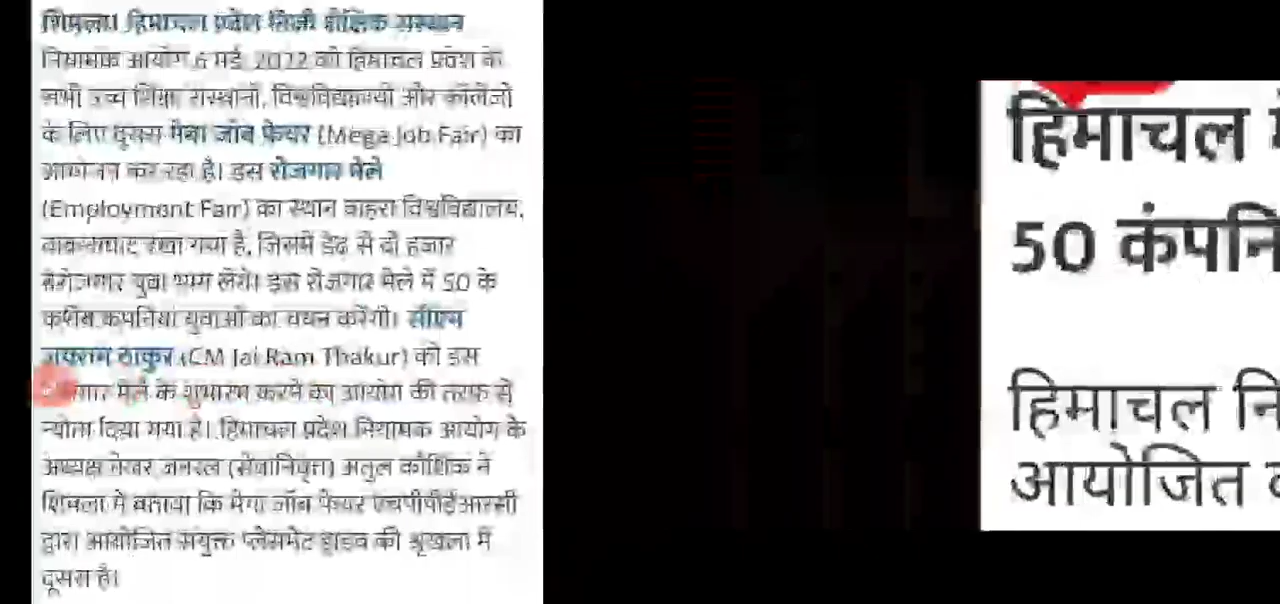 शिमला। हिमाचल प्रदेश निजी शैक्षिक संस्थान
नियामक आयोग 6 मई, 2022 को हिमाचल प्रदेश के
सभी उच्च शिक्षा संस्थानों, विश्वविद्यालयों और कॉलेजों
के लिए दूसरा मेगा जॉब फेयर (Mega Job Fair) का
आयोजन कर रहा है। इस रोजगार मेले
(Employment Fair) का स्थान बाहरा विश्वविद्यालय,
वाकनाघाट रखा गया है, जिसमें डेढ़ से दो हजार
बेरोजगार युवा भाग लेंगे। इस रोजगार मेले में 50 के
करीब कंपनियां युवाओं का चयन करेंगी। सीएम
जयराम ठाकुर (CM Jai Ram Thakur) को इस
मेले के शुभारंभ करने का आयोग की तरफ से
न्योता दिया गया है। हिमाचल प्रदेश नियामक आयोग के
अध्यक्ष मेजर जनरल (सेवानिवृत्त) अतुल कौशिक ने
शिमला में बताया कि मेगा जॉब फेयर एचपीपीईआरसी
द्वारा आयोजित संयुक्त प्लेसमेंट ड्राइव की श्रृंखला में
दूसरा है।
हिमाचल
50 कंपनि
हिमाचल नि
आयोजित